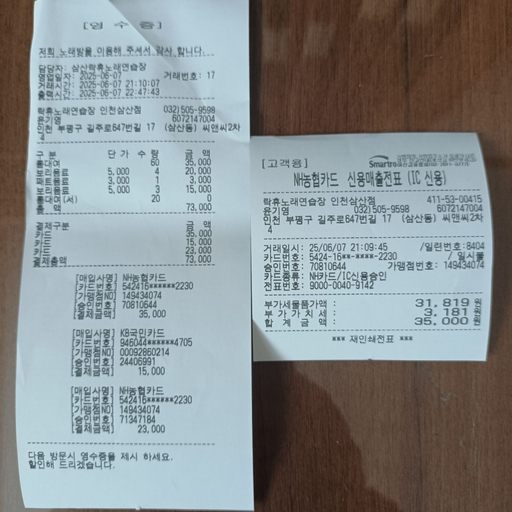 [영 수 증]
저희 노래방을 이용해 주셔서 감사 합니다.
담당자: 삼산락휴노래연습장
영업일자: 2025-06-07 거래번호: 17
거래시간: 2025-06-07 21:10:07
출력시간: 2025-06-07 22:47:43
락휴노래연습장 인천삼산점 032)505-9598
윤기영 6072147004
인천 부평구 길주로647번길 17 (삼산동) 씨앤씨2차
4
구 분 단 가 수 량 금 액
룸대여 60 35,000
보리음료 5,000 4 20,000
3,000 1 3,000
보리음료 5,000 3 15,000
룸대여(서) 20 0
총 액 73,000
결제구분 금 액
카드 35,000
카드 15,000
카드 23,000
결제총액 73,000
[매입사명] NH농협카드
[카드번호] 542416******2230
[가맹점NO] 149434074
[승인번호] 70810644
[결제금액] 35,000
[매입사명] KB국민카드
[카드번호] 946044******4705
[가맹점NO] 00092860214
[승인번호] 24406991
[결제금액] 15,000
[매입사명] NH농협카드
[카드번호] 542416******2230
[가맹점NO] 149434074
[승인번호] 71347184
[결제금액] 23,000
다음 방문시 영수증을 제시 하세요.
할인해 드리겠습니다.
[고객용] Smartro
NH농협카드 신용매출전표 (IC 신용)
락휴노래연습장 인천삼산점 411-53-00415
윤기영 032)505-9598 6072147004
인천 부평구 길주로647번길 17 (삼산동) 씨앤씨2차
4
거래일시: 25/06/07 21:09:45 /일련번호: 8404
카드번호: 5424-16**-****-2230 / 일시불
승인번호: 70810644 가맹점번호: 149434074
카드종류: NH카드/IC신용승인
전표번호: 9000-0040-9142
부가세물품가액 : 31,819 원
부 가 가 치 세 : 3,181 원
합 계 금 액 : 35,000 원
*** 재인쇄전표 ***